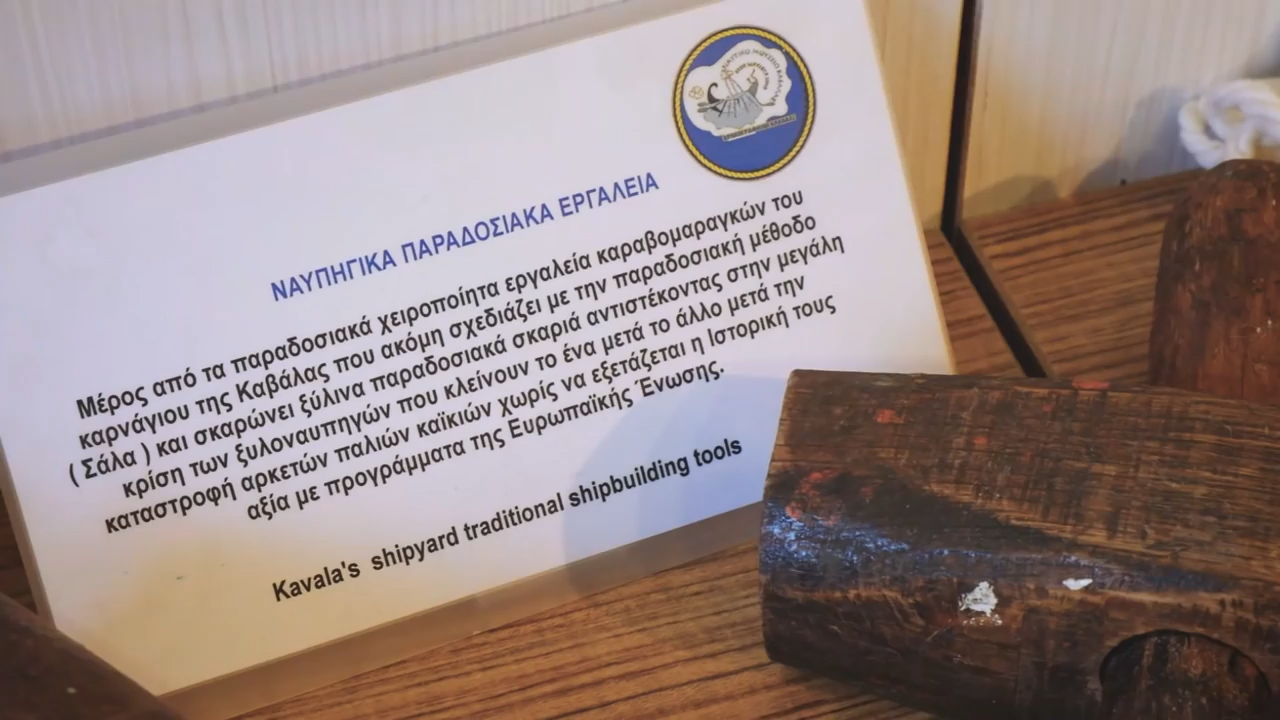 ΝΑΥΤΙΚΟ ΜΟΥΣΕΙΟ ΚΑΒΑΛΑΣ
ΝΑΥΠΗΓΙΚΑ ΠΑΡΑΔΟΣΙΑΚΑ ΕΡΓΑΛΕΙΑ
Μέρος από τα παραδοσιακά χειροποίητα εργαλεία καραβομαραγκών του
καρνάγιου της Καβάλας που ακόμη σχεδιάζει με την παραδοσιακή μέθοδο
( Σάλα ) και σκαρώνει ξύλινα παραδοσιακά σκαριά αντιστέκοντας στην μεγάλη
κρίση των ξυλοναυπηγών που κλείνουν το ένα μετά το άλλο μετά την
καταστροφή αρκετών παλιών καϊκιών χωρίς να εξετάζεται η Ιστορική τους
αξία με προγράμματα της Ευρωπαϊκής Ένωσης.
Kavala's shipyard traditional shipbuilding tools